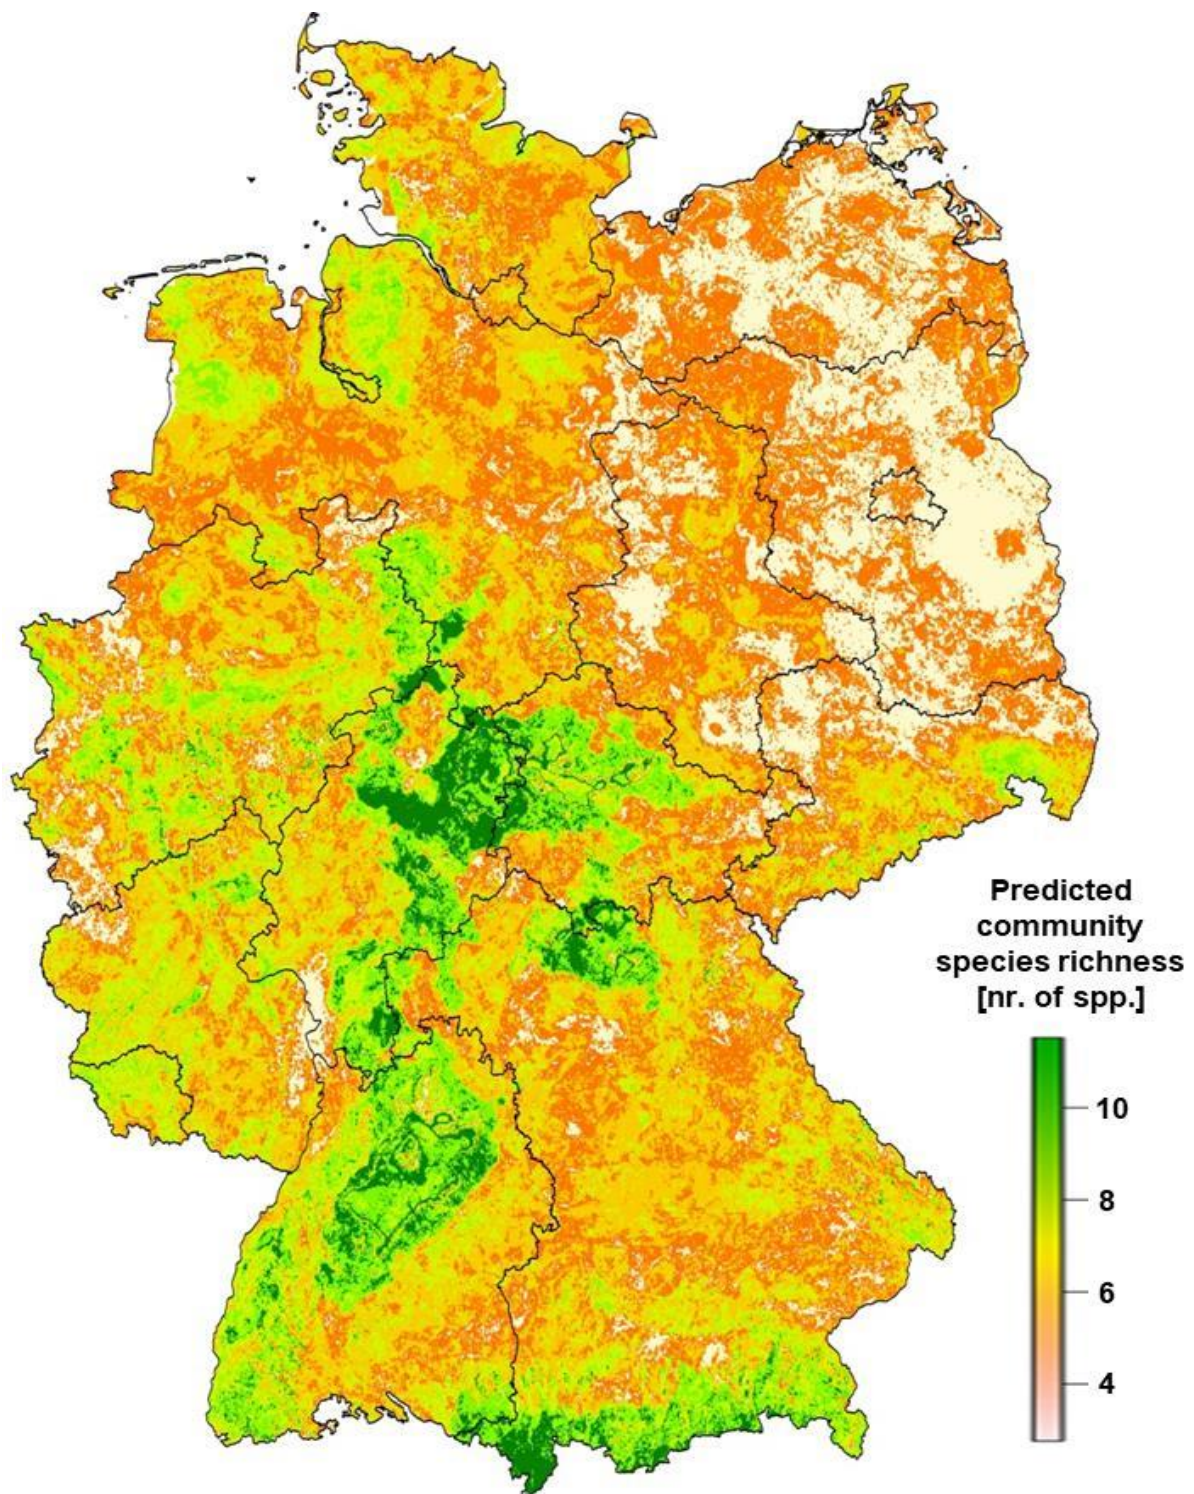 Predicted
community
species richness
[nr. of spp.]
10
8
6
4